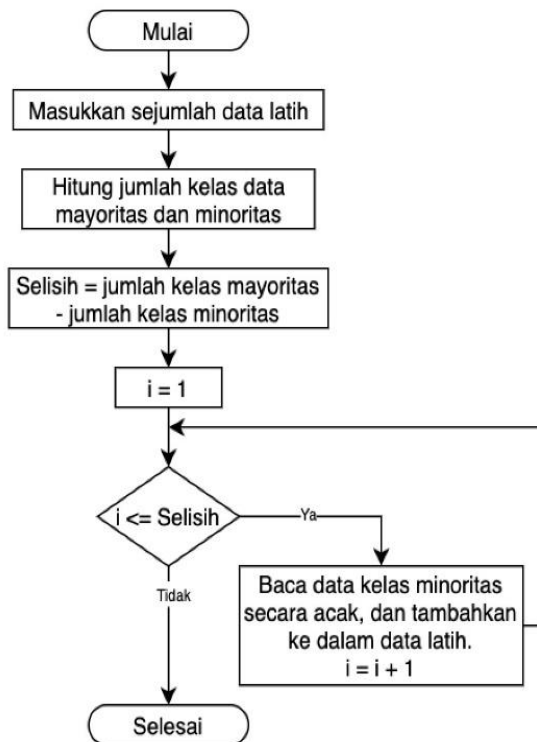 Mulai
Masukkan sejumlah data latih
Hitung jumlah kelas data
mayoritas dan minoritas
Selisih = jumlah kelas mayoritas
- jumlah kelas minoritas
i = 1
i <= Selisih
Ya
Baca data kelas minoritas
secara acak, dan tambahkan
ke dalam data latih.
i = i + 1
Tidak
Selesai